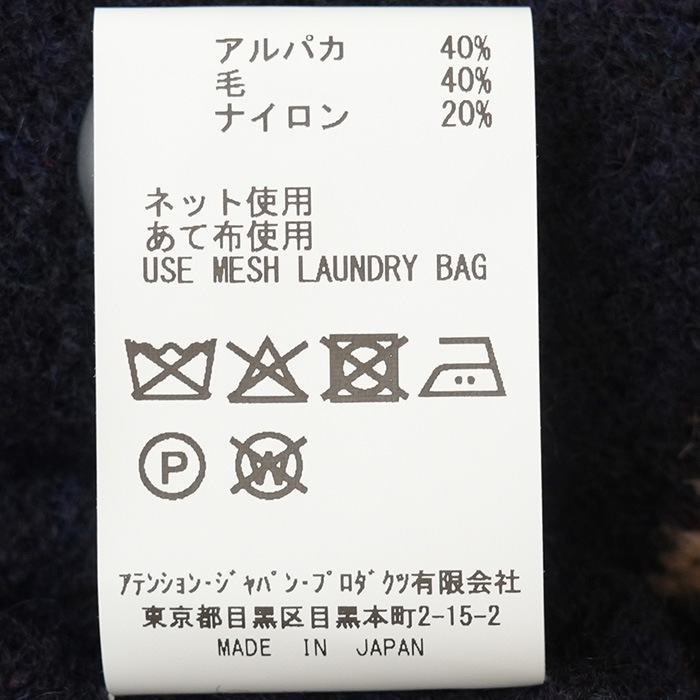 アルパカ 40%
毛 40%
ナイロン 20%
ネット使用
あて布使用
USE MESH LAUNDRY BAG
P W
ｱﾃﾝｼｮﾝ･ｼﾞｬﾊﾟﾝ･ﾌﾟﾛﾀﾞｸﾂ有限会社
東京都目黒区目黒本町2-15-2
MADE IN JAPAN